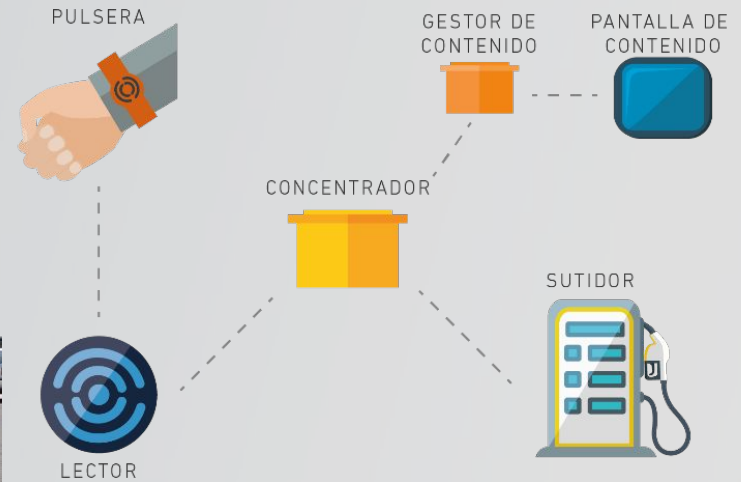 PULSERA
GESTOR DE
CONTENIDO
PANTALLA DE
CONTENIDO
CONCENTRADOR
SUTIDOR
LECTOR